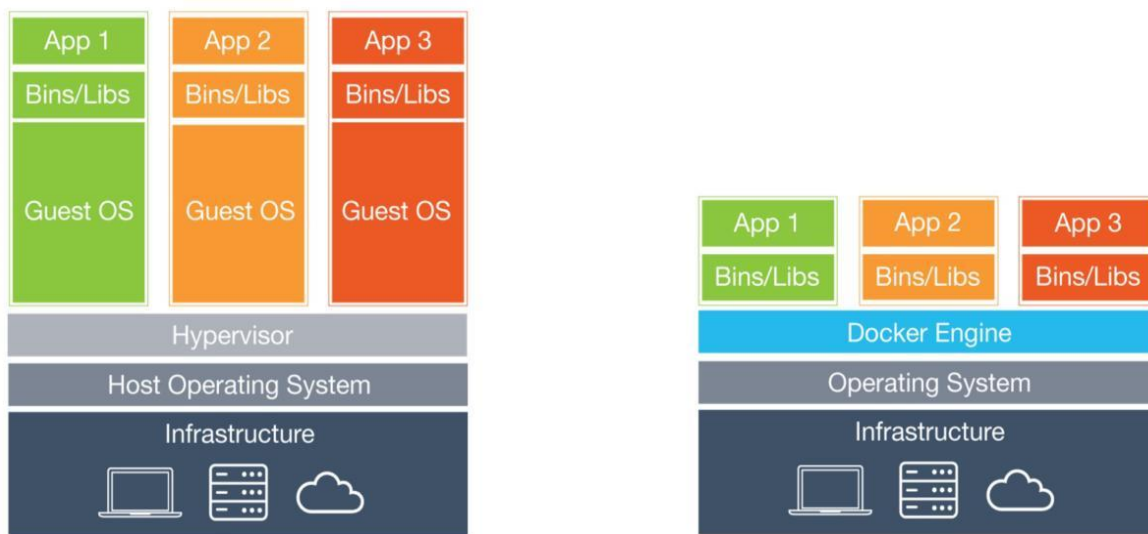 App 1
App 2
App 3
Bins/Libs
Bins/Libs
Bins/Libs
Guest OS
Guest OS
Guest OS
Hypervisor
Host Operating System
Infrastructure
App 1
App 2
App 3
Bins/Libs
Bins/Libs
Bins/Libs
Docker Engine
Operating System
Infrastructure